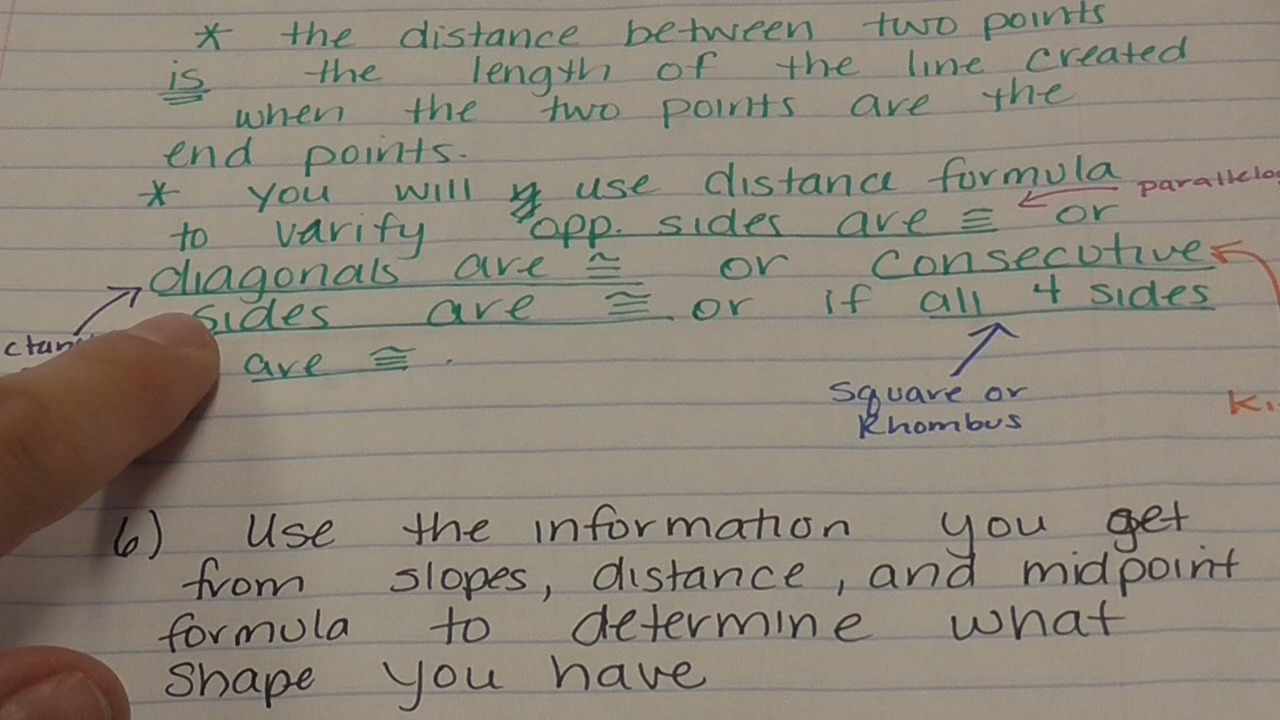 * the distance between two points
is the length of the line created
when the two points are the
end points.
* you will use distance formula
to varify opp. sides are ≅ or
diagonals are ≅ or consecutive
sides are ≅ or if all 4 sides
are ≅.
Square or
Rhombus
6) Use the information you get
from slopes, distance, and midpoint
formula to determine what
shape you have